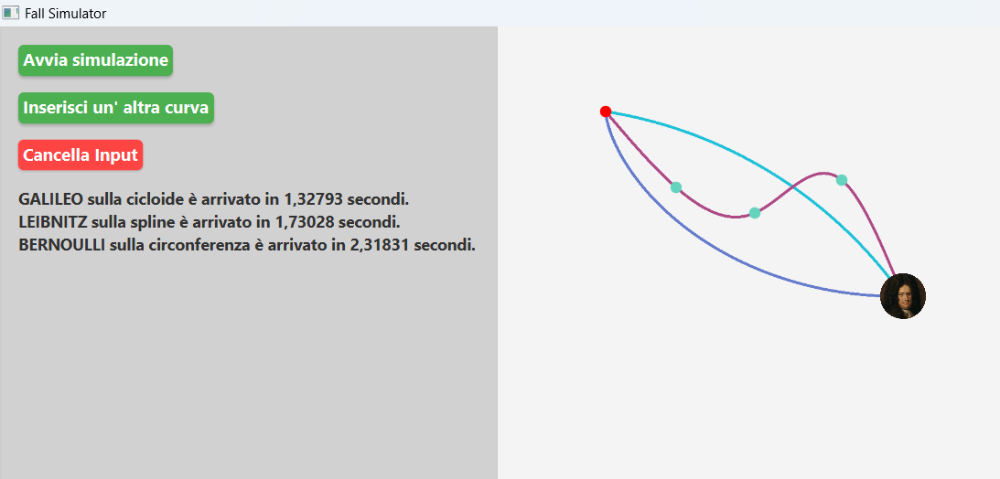 Fall Simulator
Avvia simulazione
Inserisci un' altra curva
Cancella Input
GALILEO sulla cicloide è arrivato in 1,32793 secondi.
LEIBNITZ sulla spline è arrivato in 1,73028 secondi.
BERNOULLI sulla circonferenza è arrivato in 2,31831 secondi.